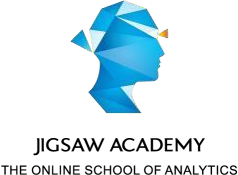 JIGSAW ACADEMY
THE ONLINE SCHOOL OF ANALYTICS